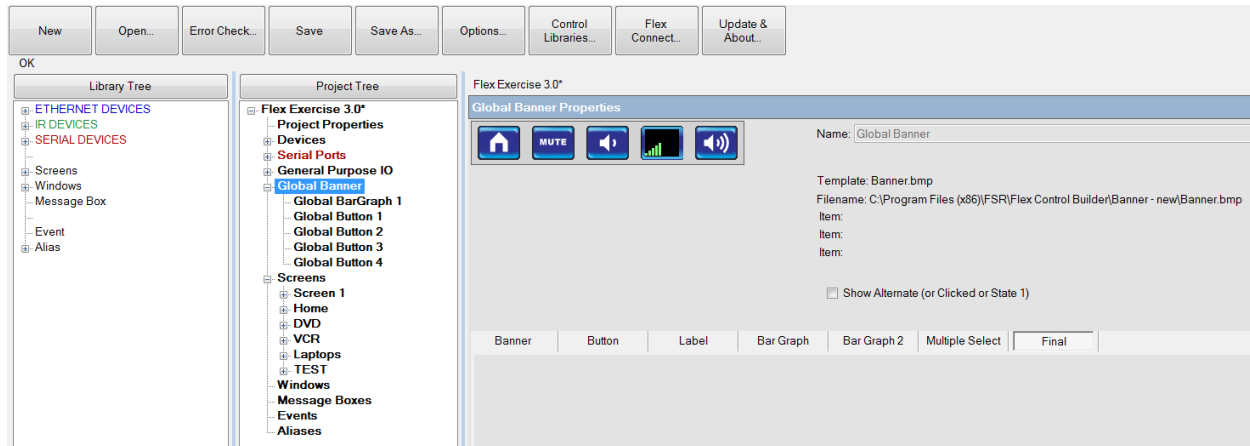 New
Open...
Error Check...
Save
Save As...
Options...
Control
Libraries...
Flex
Connect...
Update &
About...
OK
Library Tree
ETHERNET DEVICES
IR DEVICES
SERIAL DEVICES
Screens
Windows
Message Box
Event
Alias
Project Tree
Flex Exercise 3.0*
Project Properties
Devices
Serial Ports
General Purpose IO
Global Banner
Global BarGraph 1
Global Button 1
Global Button 2
Global Button 3
Global Button 4
Screens
Screen 1
Home
DVD
VCR
Laptops
TEST
Windows
Message Boxes
Events
Aliases
Flex Exercise 3.0*
Global Banner Properties
MUTE
Name: Global Banner
Template: Banner.bmp
Filename: C:\Program Files (x86)\FSR\Flex Control Builder\Banner - new\Banner.bmp
Item:
Item:
Item:
Show Alternate (or Clicked or State 1)
Banner
Button
Label
Bar Graph
Bar Graph 2
Multiple Select
Final